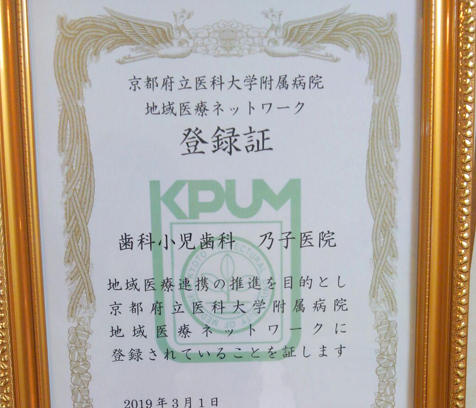 京都府立医科大学附属病院
地域医療ネットワーク
登録証
KPUM
歯科小児歯科 乃子医院
地域医療連携の推進を目的とし
京都府立医科大学附属病院
地域医療ネットワークに
登録されていることを証します
2019年3月1日